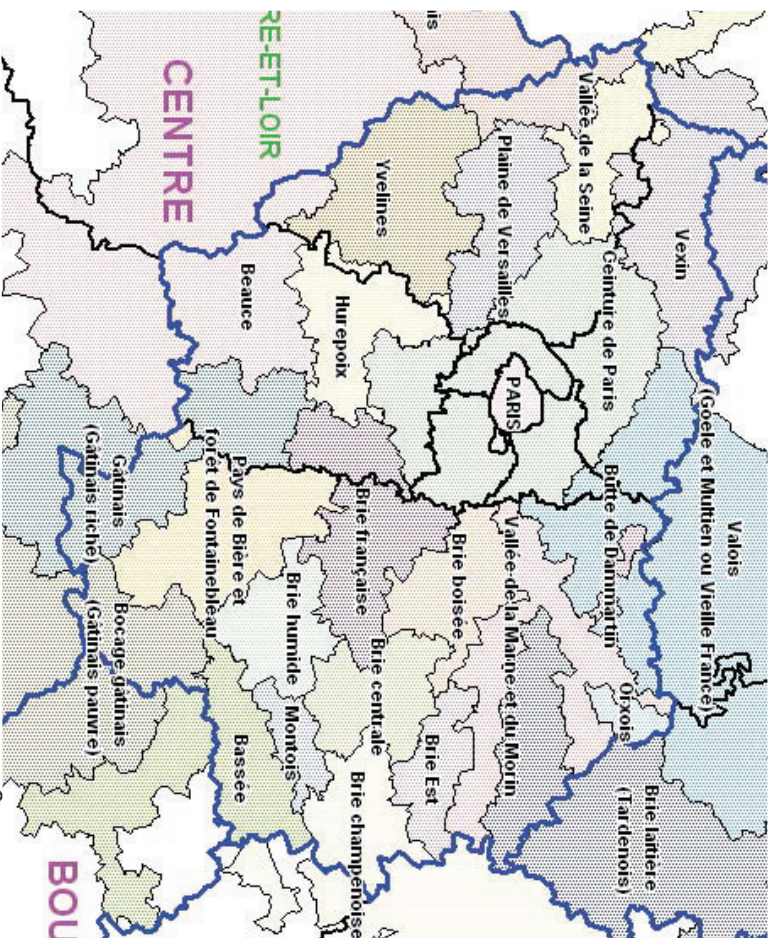 Valois
(Goele et Multien ou Vieille France)
Vexin
Brie laitière
(Tardenois)
Orxois
Ceinture de Paris
Butte de Dammartin
Vallée de la Seine
PARIS
Vallée de la Marne et du Morin
Plaine de Versailles
Brie boisée
is
Brie Est
Yvelines
Brie centrale
Brie française
Brie champenoise
Hurepoix
Brie humide
Montois
RE-ET-LOIR
Beauce
Bassée
Pays de Bière et
forêt de Fontainebleau
CENTRE
Gatinais
(Gâtinais riche)
Bocage gâtinais
(Gâtinais pauvre)
BOU